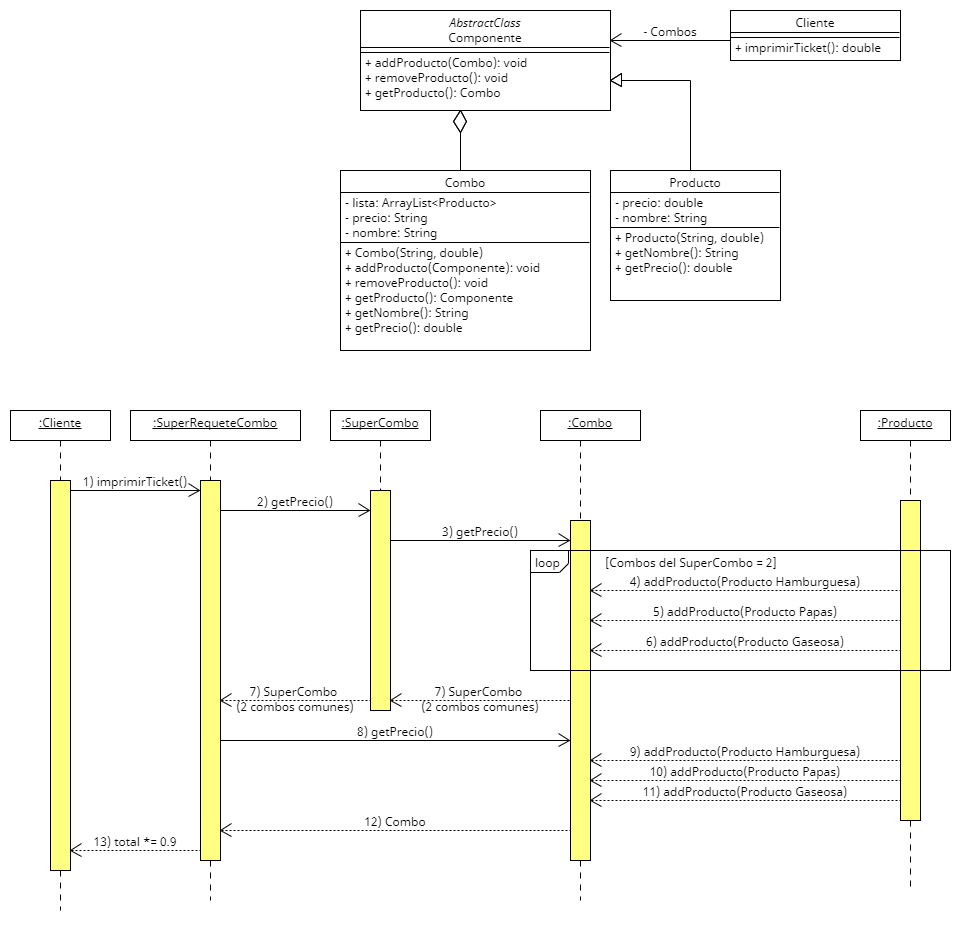 AbstractClass
Componente
+ addProducto(Combo): void
+ removeProducto(): void
+ getProducto(): Combo
- Combos
Cliente
+ imprimirTicket(): double
Combo
- lista: ArrayList<Producto>
- precio: String
- nombre: String
+ Combo(String, double)
+ addProducto(Componente): void
+ removeProducto(): void
+ getProducto(): Componente
+ getNombre(): String
+ getPrecio(): double
Producto
- precio: double
- nombre: String
+ Producto(String, double)
+ getNombre(): String
+ getPrecio(): double
:Cliente
:SuperRequeteCombo
:SuperCombo
:Combo
:Producto
1) imprimirTicket()
2) getPrecio()
3) getPrecio()
loop
[Combos del SuperCombo = 2]
4) addProducto(Producto Hamburguesa)
5) addProducto(Producto Papas)
6) addProducto(Producto Gaseosa)
7) SuperCombo
(2 combos comunes)
7) SuperCombo
(2 combos comunes)
8) getPrecio()
9) addProducto(Producto Hamburguesa)
10) addProducto(Producto Papas)
11) addProducto(Producto Gaseosa)
12) Combo
13) total *= 0.9